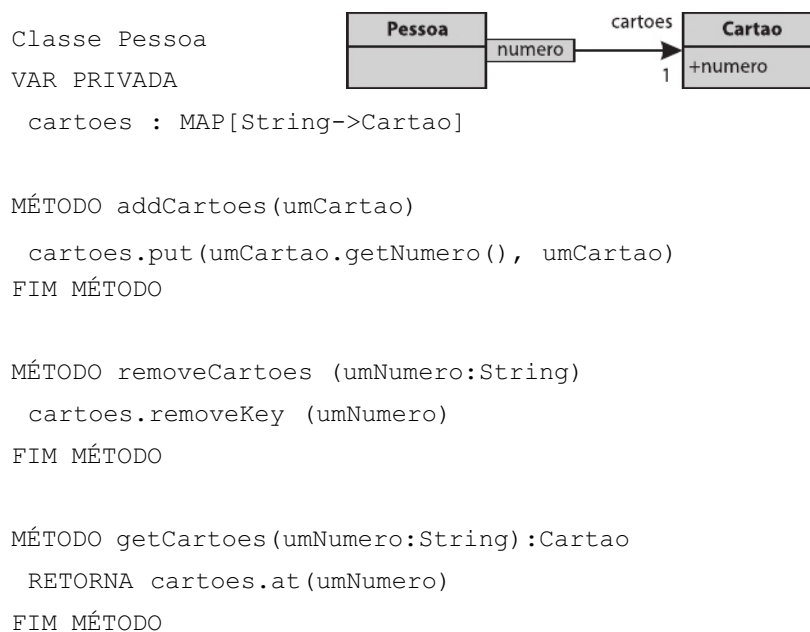 Classe Pessoa
VAR PRIVADA
cartoes : MAP[String->Cartao]
Pessoa
numero
cartoes
1
Cartao
+numero
MÉTODO addCartoes(umCartao)
cartoes.put(umCartao.getNumero(), umCartao)
FIM MÉTODO
MÉTODO removeCartoes (umNumero:String)
cartoes.removeKey (umNumero)
FIM MÉTODO
MÉTODO getCartoes(umNumero:String):Cartao
RETORNA cartoes.at(umNumero)
FIM MÉTODO